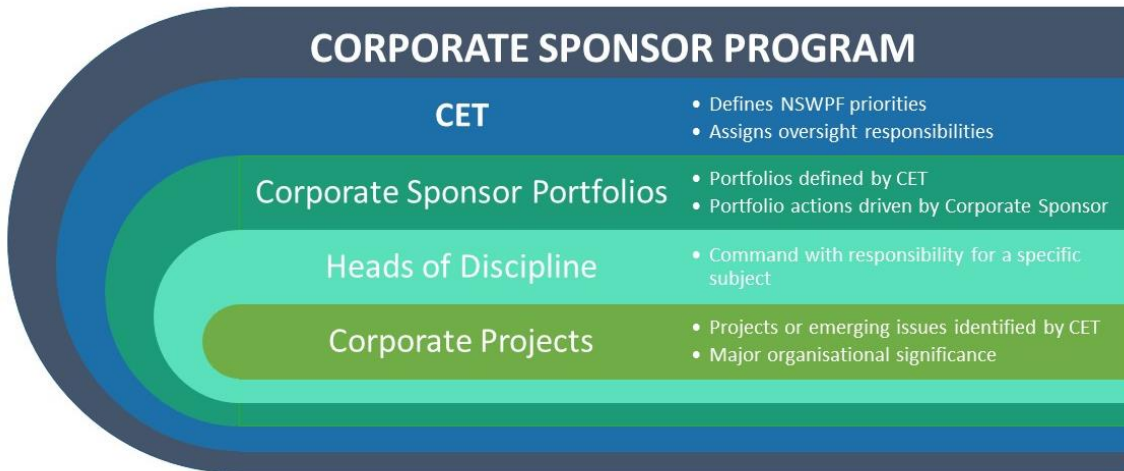 CORPORATE SPONSOR PROGRAM
CET
• Defines NSWPF priorities
• Assigns oversight responsibilities
Corporate Sponsor Portfolios
• Portfolios defined by CET
• Portfolio actions driven by Corporate Sponsor
Heads of Discipline
• Command with responsibility for a specific
subject
Corporate Projects
• Projects or emerging issues identified by CET
• Major organisational significance